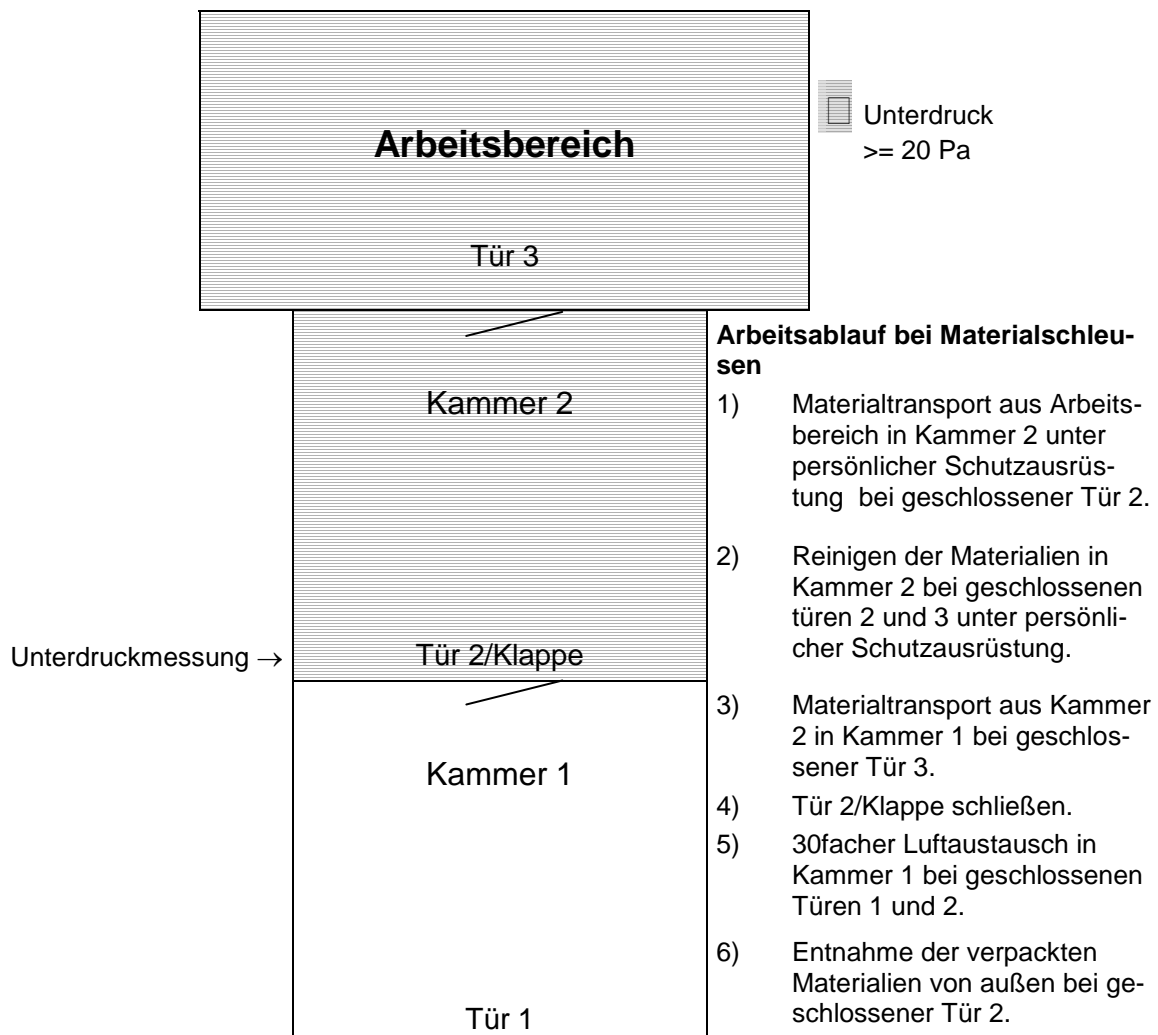 Arbeitsbereich
Unterdruck
>= 20 Pa
Tür 3
Kammer 2
Unterdruckmessung →
Tür 2/Klappe
Kammer 1
Tür 1
Arbeitsablauf bei Materialschleu-
sen
1) Materialtransport aus Arbeits-
bereich in Kammer 2 unter
persönlicher Schutzausrüs-
tung bei geschlossener Tür 2.
2) Reinigen der Materialien in
Kammer 2 bei geschlossenen
türen 2 und 3 unter persönli-
cher Schutzausrüstung.
3) Materialtransport aus Kammer
2 in Kammer 1 bei geschlos-
sener Tür 3.
4) Tür 2/Klappe schließen.
5) 30facher Luftaustausch in
Kammer 1 bei geschlossenen
Türen 1 und 2.
6) Entnahme der verpackten
Materialien von außen bei ge-
schlossener Tür 2.